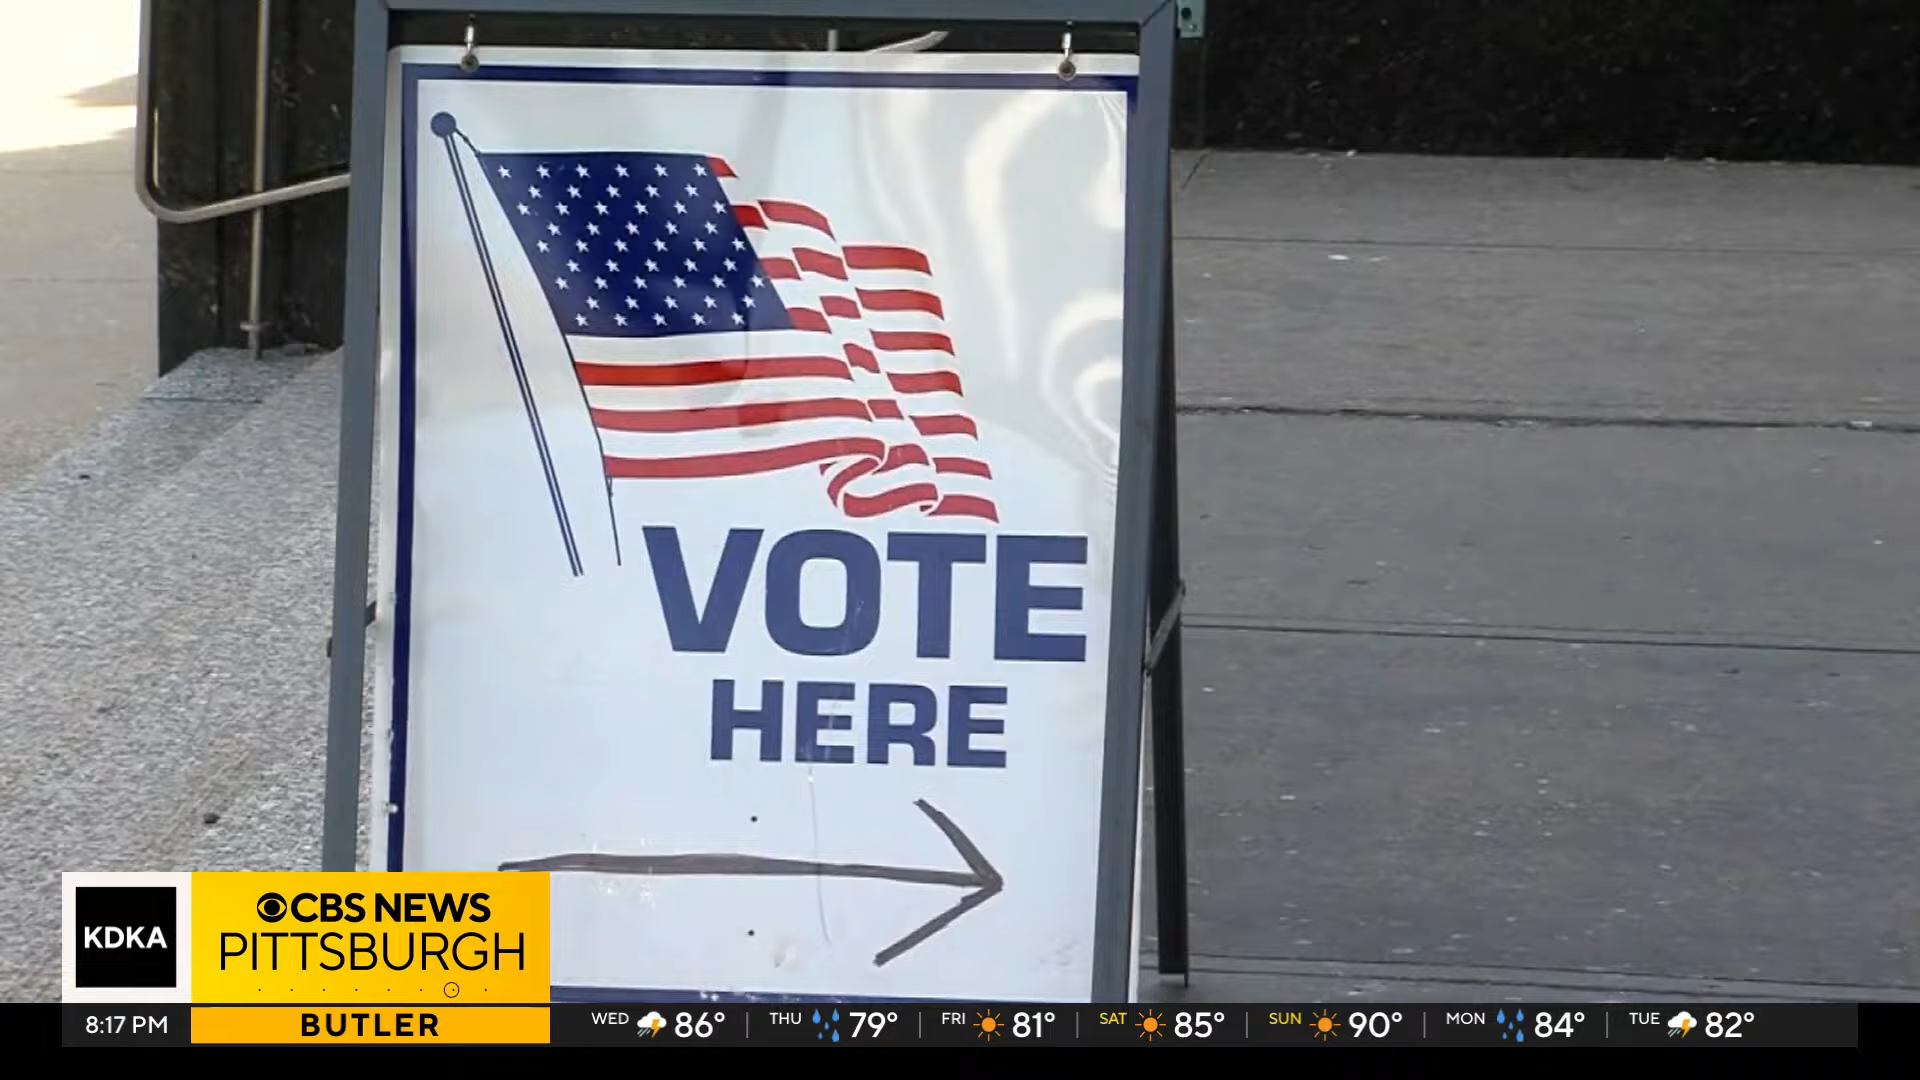 VOTE
HERE
KDKA
CBS NEWS
PITTSBURGH
8:17 PM
BUTLER
WED 86° THU 79° FRI 81° SAT 85° SUN 90° MON 84° TUE 82°